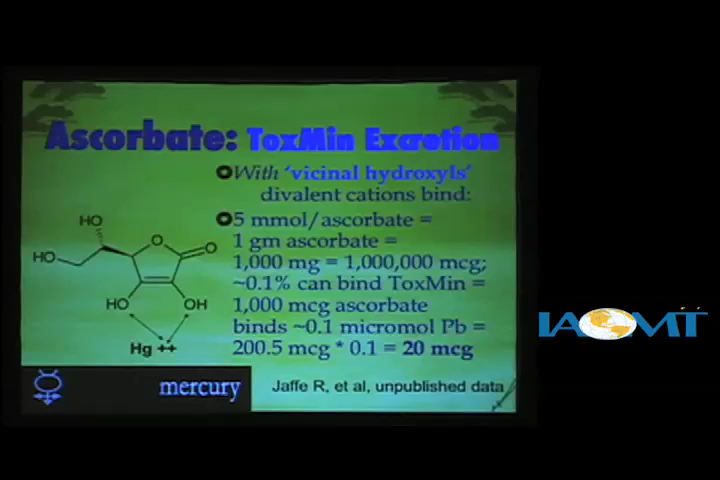 Ascorbate: ToxMin Excretion
With 'vicinal hydroxyls'
divalent cations bind:
5 mmol/ascorbate =
1 gm ascorbate =
1,000 mg = 1,000,000 mcg;
~0.1% can bind ToxMin =
1,000 mcg ascorbate
binds ~0.1 micromol Pb =
200.5 mcg * 0.1 = 20 mcg
HO
HO
O
O
HO
OH
Hg ++
mercury
Jaffe R, et al, unpublished data
IAOMT